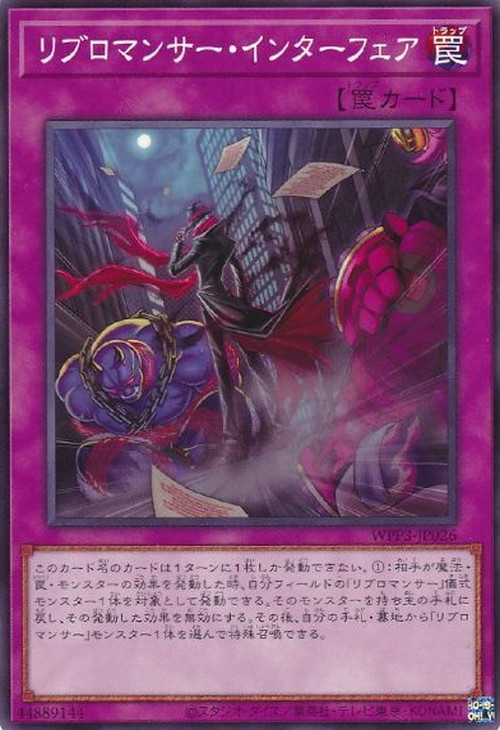 リブロマンサー・インターフェア 罠
トラップ
【罠カード】
トラップ
WPP3-JP026
このカード名のカードは1ターンに1枚しか発動できない。①：相手が魔法・
罠・モンスターの効果を発動した時、自分フィールドの「リブロマンサー」儀式
モンスター1体を対象として発動できる。そのモンスターを持ち主の手札に
戻し、その発動した効果を無効にする。その後、自分の手札・墓地から「リブロ
マンサー」モンスター1体を選んで特殊召喚できる。
44889144
©スタジオ・ダイス／集英社・テレビ東京・KONAMI